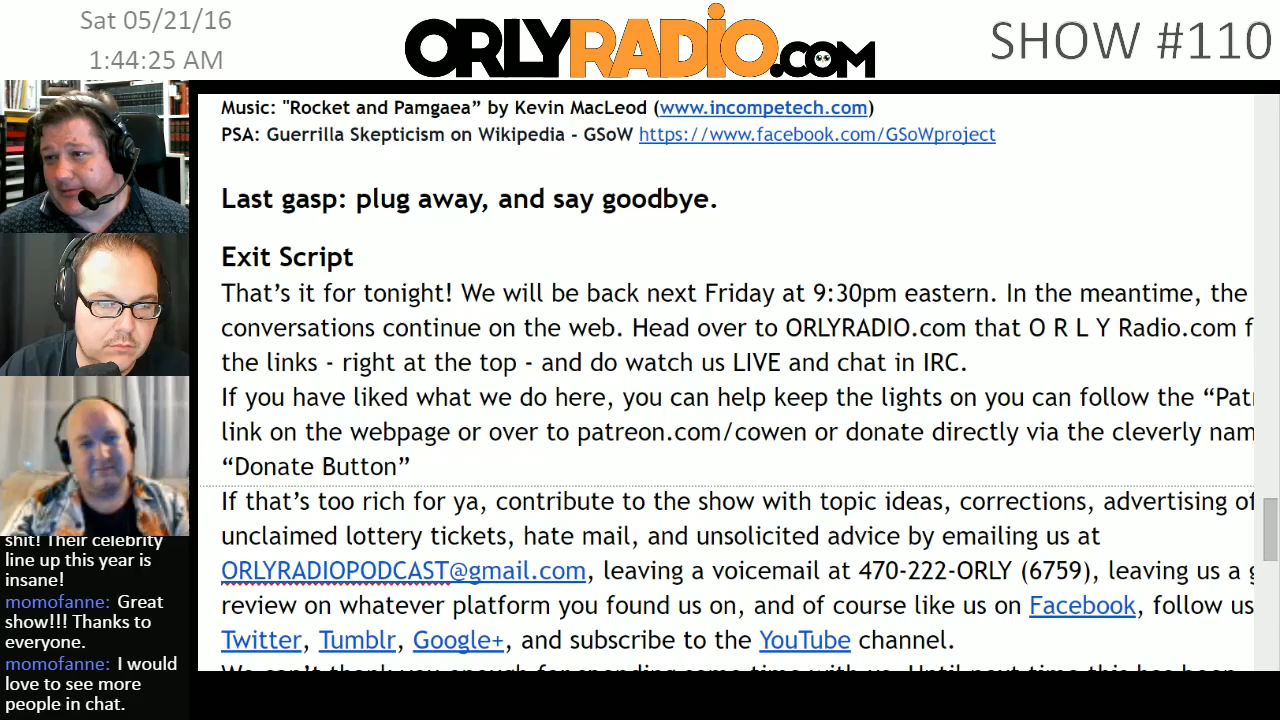 Sat 05/21/16
1:44:25 AM
ORLYRADIO.COM
SHOW #110
Music: "Rocket and Pamgaea” by Kevin MacLeod (www.incompetech.com)
PSA: Guerrilla Skepticism on Wikipedia - GSoW https://www.facebook.com/GSoWproject
Last gasp: plug away, and say goodbye.
Exit Script
That’s it for tonight! We will be back next Friday at 9:30pm eastern. In the meantime, the
conversations continue on the web. Head over to ORLYRADIO.com that O R L Y Radio.com f
the links - right at the top - and do watch us LIVE and chat in IRC.
If you have liked what we do here, you can help keep the lights on you can follow the “Pat
link on the webpage or over to patreon.com/cowen or donate directly via the cleverly nam
“Donate Button”
If that’s too rich for ya, contribute to the show with topic ideas, corrections, advertising of
unclaimed lottery tickets, hate mail, and unsolicited advice by emailing us at
ORLYRADIOPODCAST@gmail.com, leaving a voicemail at 470-222-ORLY (6759), leaving us a g
review on whatever platform you found us on, and of course like us on Facebook, follow us
Twitter, Tumblr, Google+, and subscribe to the YouTube channel.
shit! Their celebrity
line up this year is
insane!
momofanne: Great
show!!! Thanks to
everyone.
momofanne: I would
love to see more
people in chat.